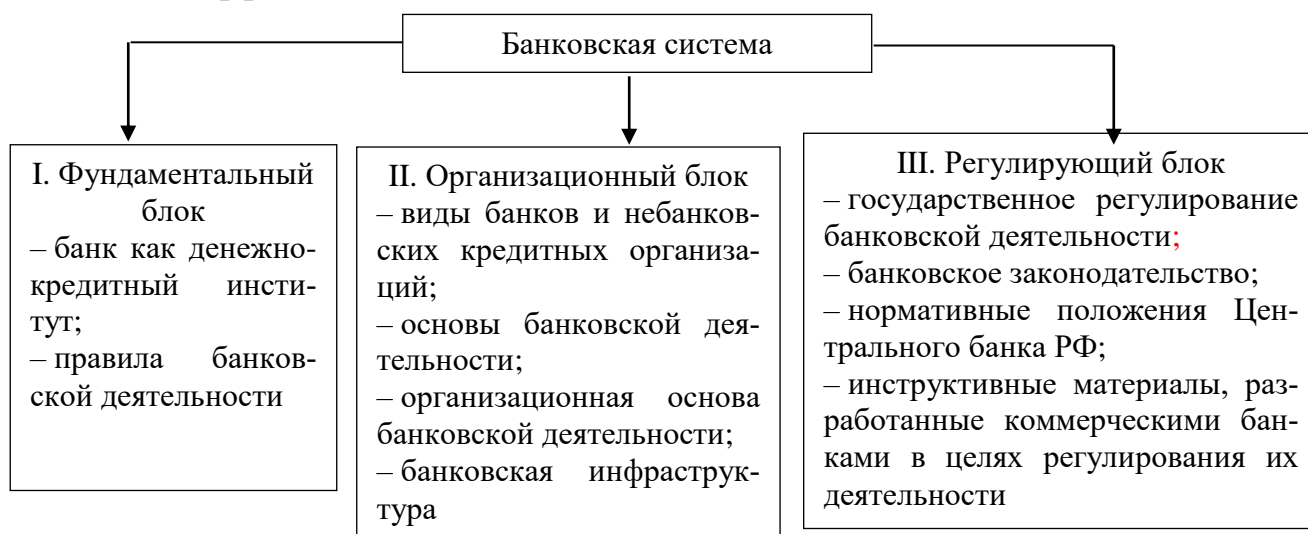 Банковская система
I. Фундаментальный
блок
– банк как денежно-
кредитный инсти-
тут;
– правила банков-
ской деятельности
II. Организационный блок
– виды банков и небанков-
ских кредитных организа-
ций;
– основы банковской дея-
тельности;
– организационная основа
банковской деятельности;
– банковская инфраструк-
тура
III. Регулирующий блок
– государственное регулирование
банковской деятельности;
– банковское законодательство;
– нормативные положения Цен-
трального банка РФ;
– инструктивные материалы, раз-
работанные коммерческими бан-
ками в целях регулирования их
деятельности